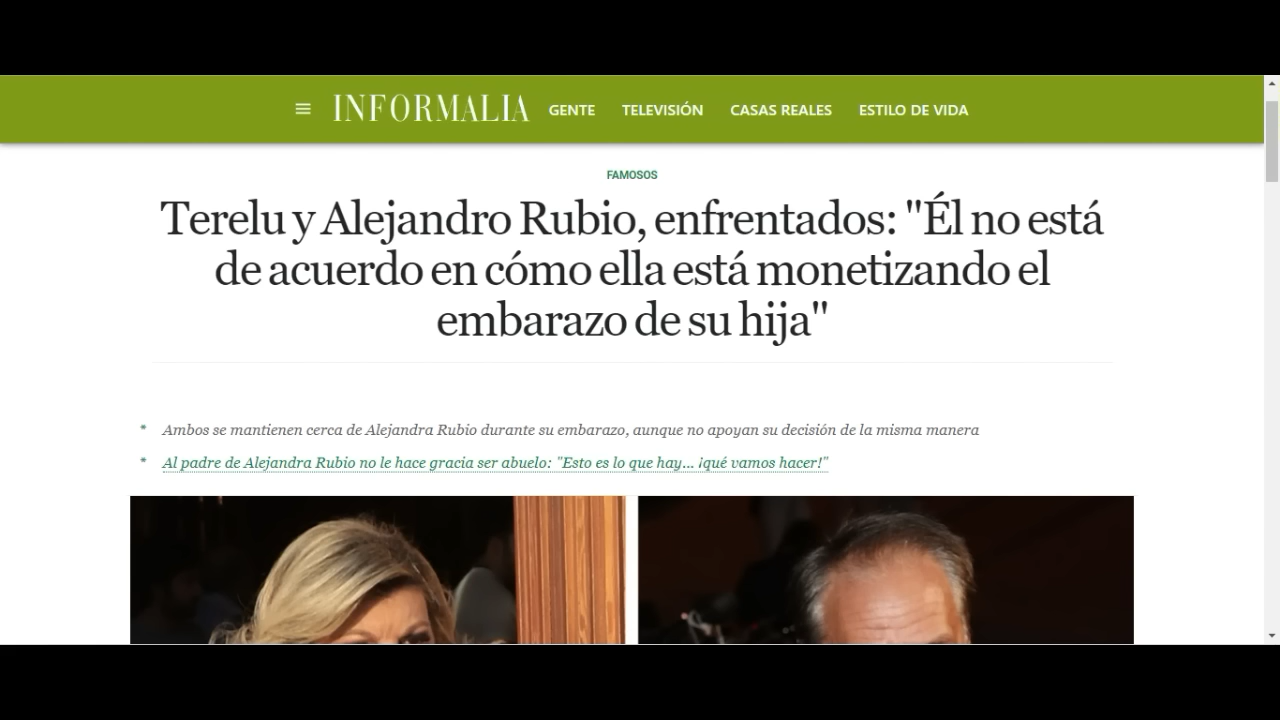 INFORMALIA GENTE TELEVISIÓN CASAS REALES ESTILO DE VIDA
FAMOSOS
Terelu y Alejandro Rubio, enfrentados: "Él no está
de acuerdo en cómo ella está monetizando el
embarazo de su hija"
* Ambos se mantienen cerca de Alejandra Rubio durante su embarazo, aunque no apoyan su decisión de la misma manera
* Al padre de Alejandra Rubio no le hace gracia ser abuelo: "Esto es lo que hay... ¡qué vamos hacer!"